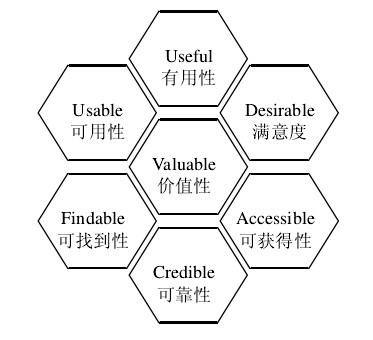 Useful
有用性
Usable
可用性
Desirable
满意度
Valuable
价值性
Findable
可找到性
Accessible
可获得性
Credible
可靠性